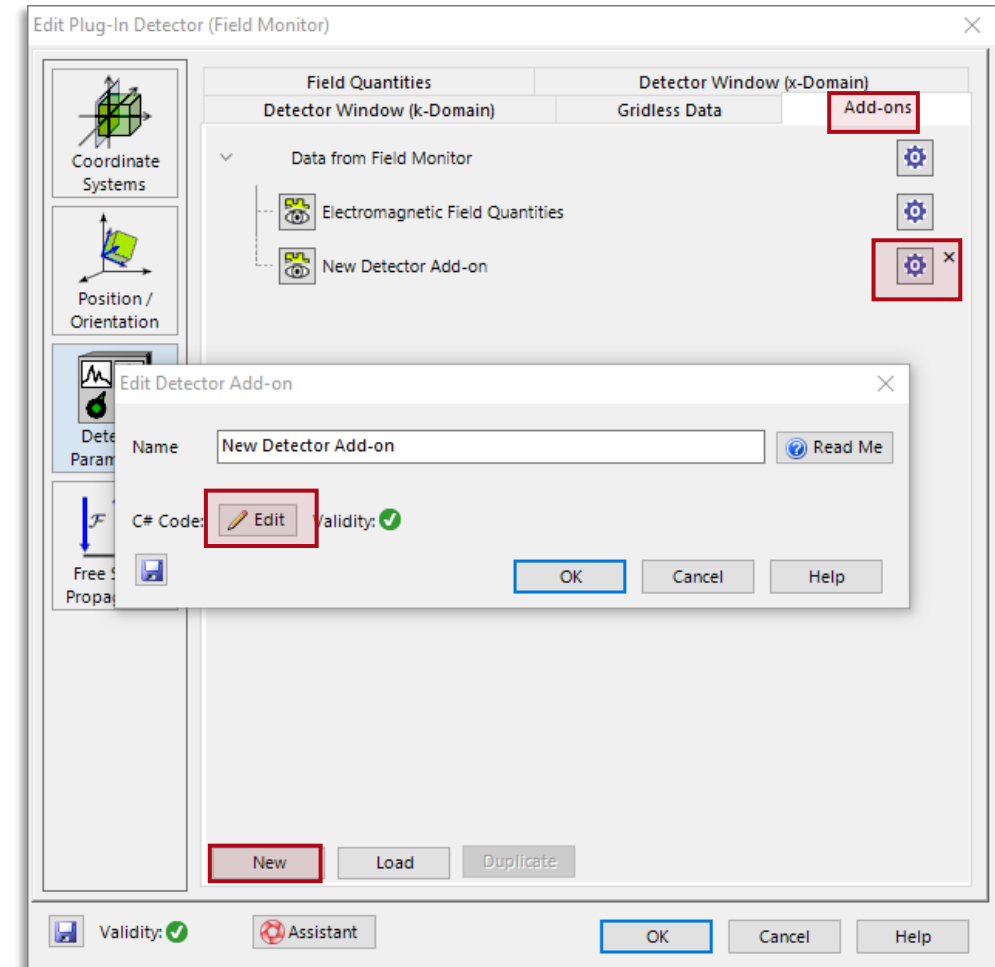 Edit Plug-In Detector (Field Monitor)
Coordinate
Systems
Position /
Orientation
Field Quantities
Detector Window (x-Domain)
Detector Window (k-Domain)
Gridless Data
Add-ons
Data from Field Monitor
Electromagnetic Field Quantities
New Detector Add-on
Edit Detector Add-on
Name
New Detector Add-on
Read Me
C# Code:
Edit
Validity:
OK
Cancel
Help
Free
New
Load
Duplicate
Validity:
Assistant
OK
Cancel
Help